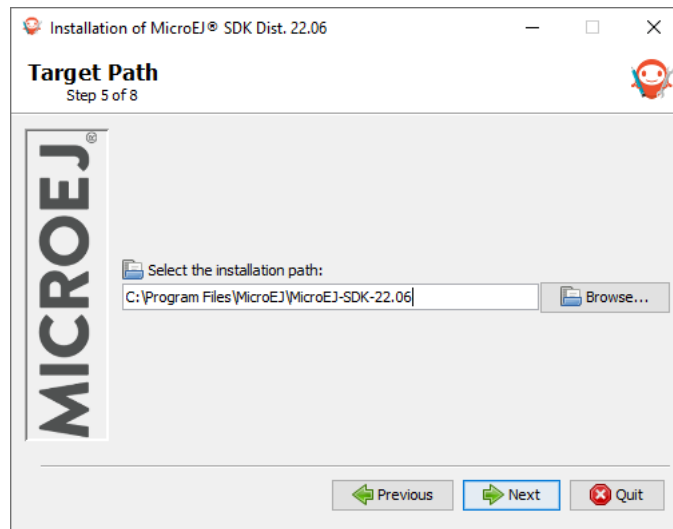 Installation of MicroEJ® SDK Dist. 22.06
Target Path
Step 5 of 8
MICROEJ®
Select the installation path:
C:\Program Files\MicroEJ\MicroEJ-SDK-22.06
Browse...
Previous
Next
Quit